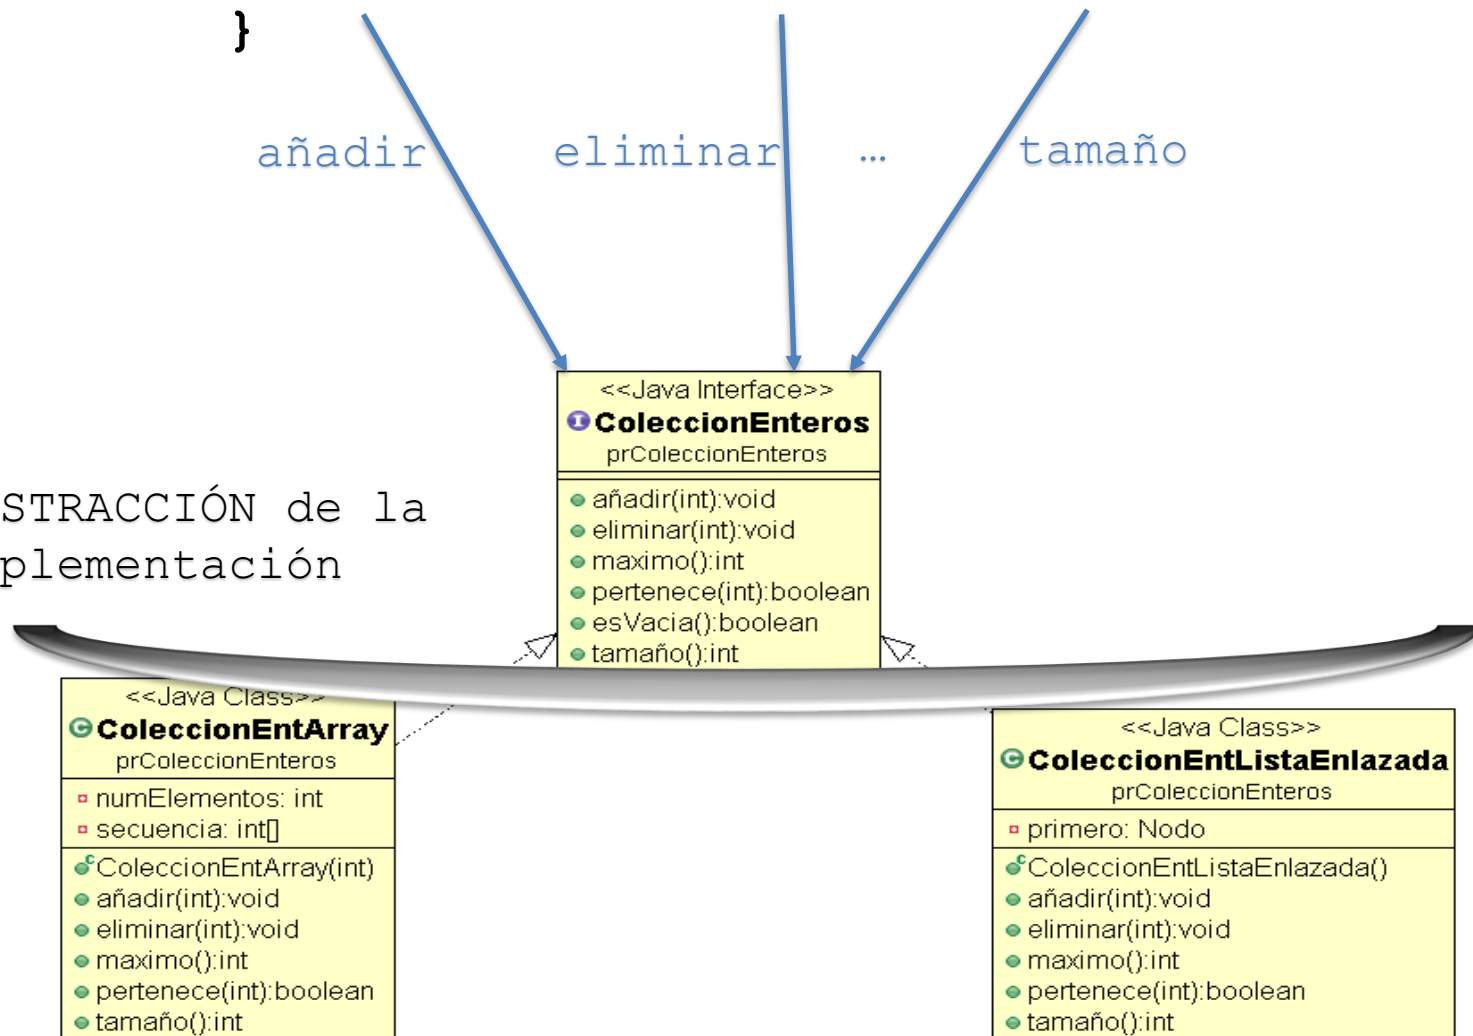 }
añadir eliminar … tamaño
<<Java Interface>>
ColeccionEnteros
prColeccionEnteros
añadir(int):void
eliminar(int):void
maximo():int
pertenece(int):boolean
esVacia():boolean
tamaño():int
STRACCIÓN de la
plementación
<<Java Class>>
ColeccionEntArray
prColeccionEnteros
numElementos: int
secuencia: int[]
ColeccionEntArray(int)
añadir(int):void
eliminar(int):void
maximo():int
pertenece(int):boolean
tamaño():int
<<Java Class>>
ColeccionEntListaEnlazada
prColeccionEnteros
primero: Nodo
ColeccionEntListaEnlazada()
añadir(int):void
eliminar(int):void
maximo():int
pertenece(int):boolean
tamaño():int